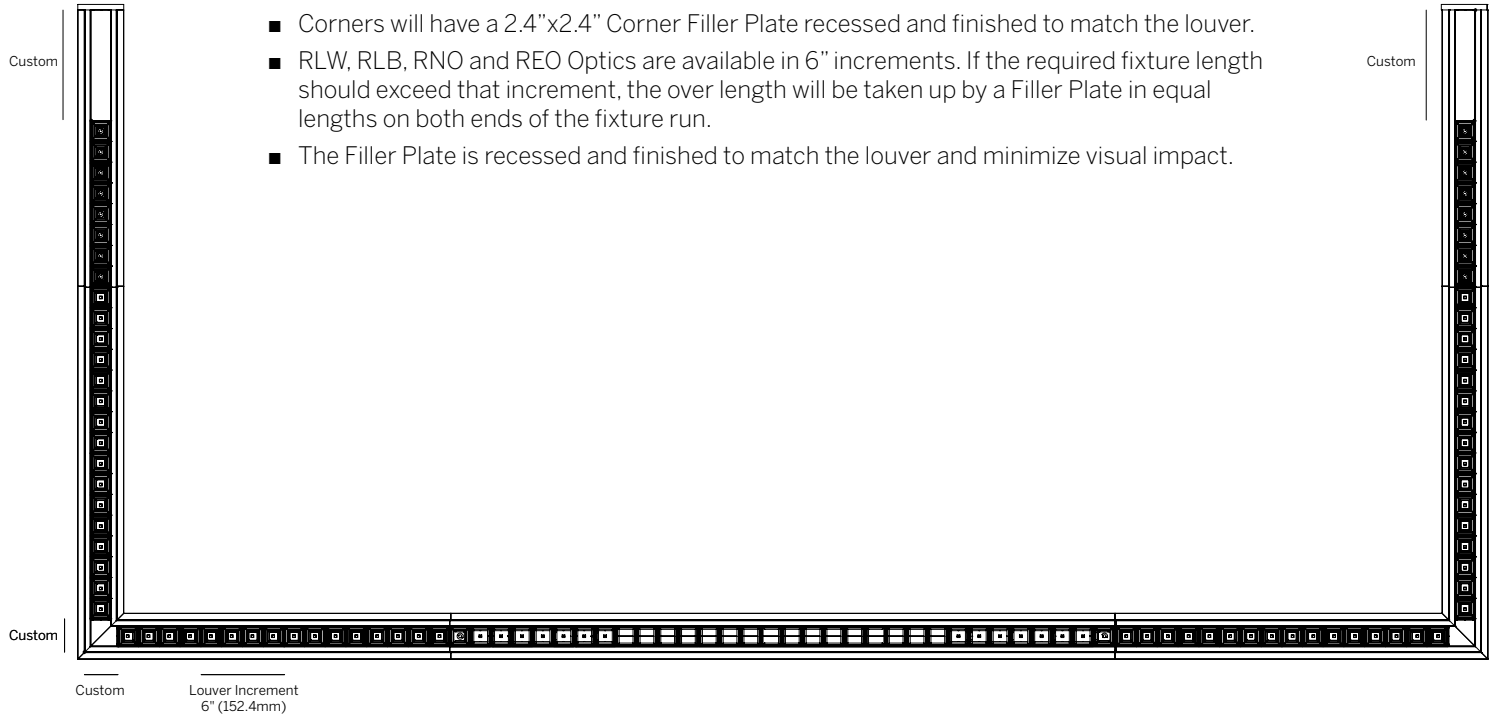 ■ Corners will have a 2.4”x2.4” Corner Filler Plate recessed and finished to match the louver.
■ RLW, RLB, RNO and REO Optics are available in 6” increments. If the required fixture length
should exceed that increment, the over length will be taken up by a Filler Plate in equal
lengths on both ends of the fixture run.
■ The Filler Plate is recessed and finished to match the louver and minimize visual impact.
Custom
Custom
Custom
Custom
Louver Increment
6" (152.4mm)